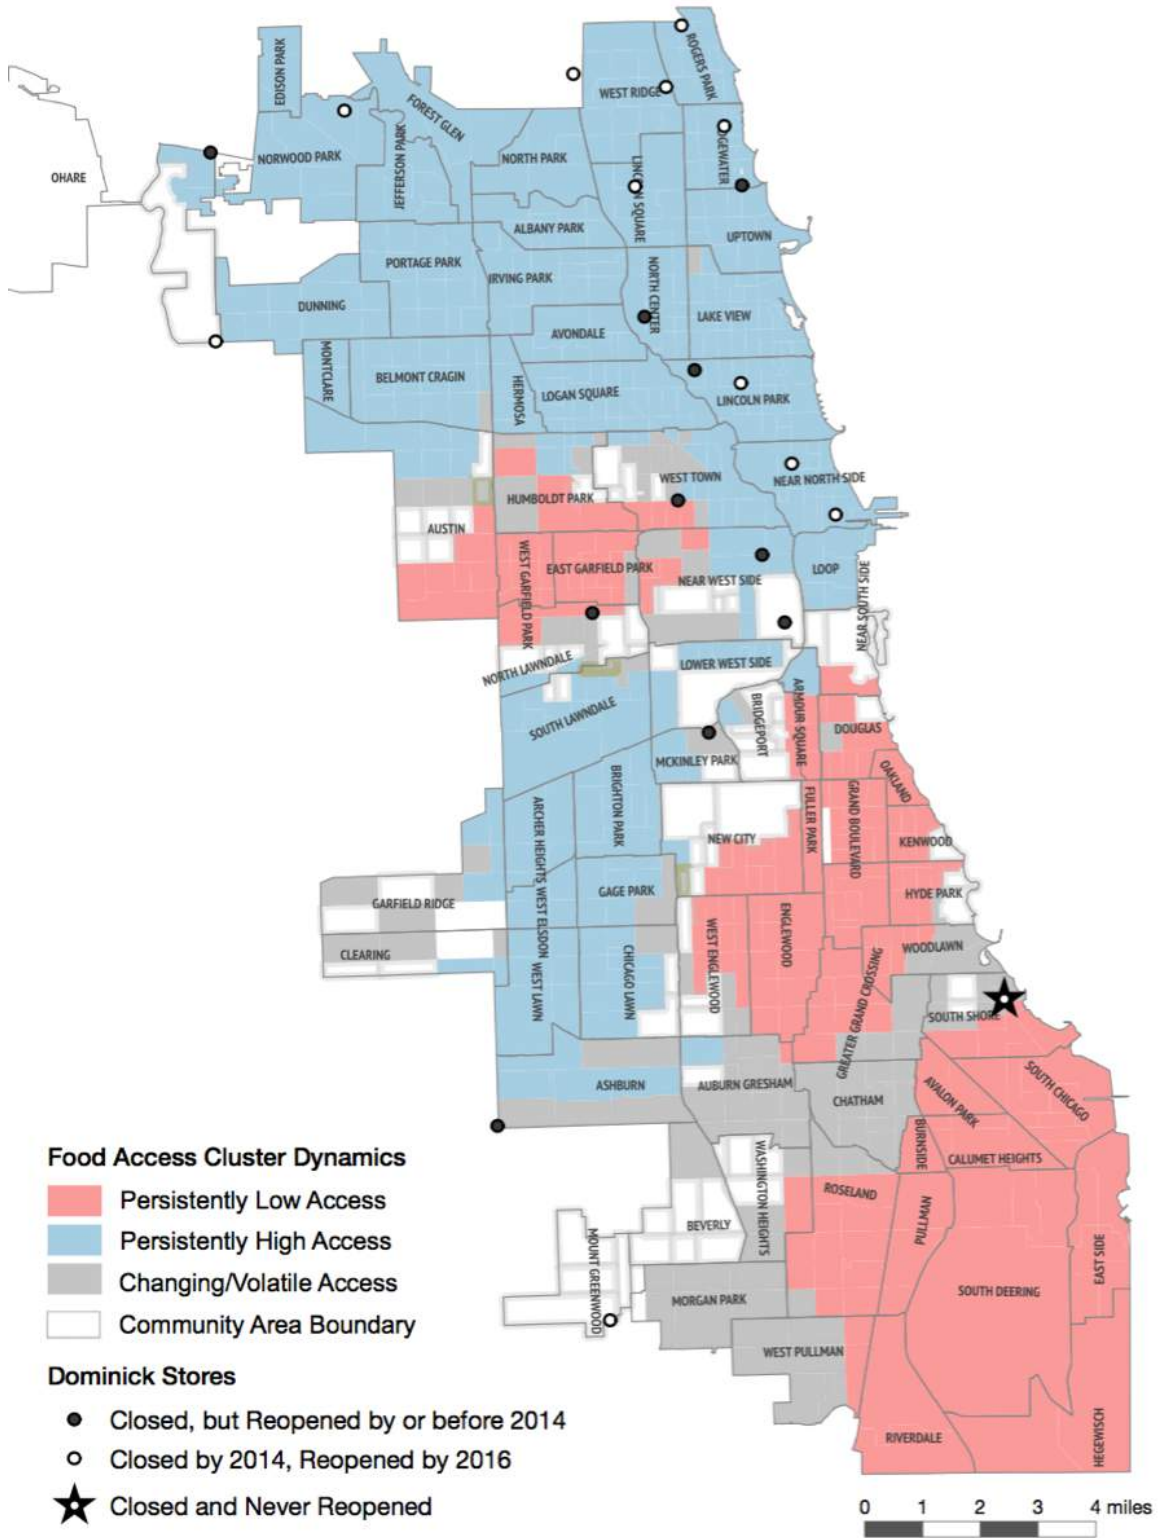 EDISON PARK
ROGERS PARK
WEST RIDGE
FOREST GLEN
DGEWATER
NORWOOD PARK
JEFFERSON PARK
NORTH PARK
LINCOLN SQUARE
OHARE
ALBANY PARK
UPTOWN
PORTAGE PARK
IRVING PARK
NORTH CENTER
DUNNING
LAKE VIEW
AVONDALE
MONTCLARE
BELMONT CRAGIN
HERMOSA
LOGAN SQUARE
LINCOLN PARK
WEST TOWN
NEAR NORTH SIDE
HUMBOLDT PARK
AUSTIN
WEST GARFIELD PARK
EAST GARFIELD PARK
NEAR WEST SIDE
LOOP
NEAR SOUTH SIDE
NORTH LAWNDALE
LOWER WEST SIDE
SOUTH LAWNDALE
BRIDGEPORT
ARMOUR SQUARE
DOUGLAS
MCKINLEY PARK
OAKLAND
BRIGHTON PARK
ARCHER HEIGHTS
FULLER PARK
GRAND BOULEVARD
NEW CITY
KENWOOD
GARFIELD RIDGE
WEST ELSDON
GAGE PARK
HYDE PARK
CLEARING
WEST LAWN
CHICAGO LAWN
WEST ENGLEWOOD
ENGLEWOOD
WOODLAWN
GREATER GRAND CROSSING
SOUTH SHORE
ASHBURN
AUBURN GRESHAM
CHATHAM
AVALON PARK
SOUTH CHICAGO
BURNSIDE
CALUMET HEIGHTS
WASHINGTON HEIGHTS
ROSELAND
PULLMAN
BEVERLY
MOUNT GREENWOOD
EAST SIDE
SOUTH DEERING
MORGAN PARK
WEST PULLMAN
RIVERDALE
HEGEWISCH
Food Access Cluster Dynamics
Persistently Low Access
Persistently High Access
Changing/Volatile Access
Community Area Boundary
Dominick Stores
Closed, but Reopened by or before 2014
Closed by 2014, Reopened by 2016
Closed and Never Reopened
0 1 2 3 4 miles